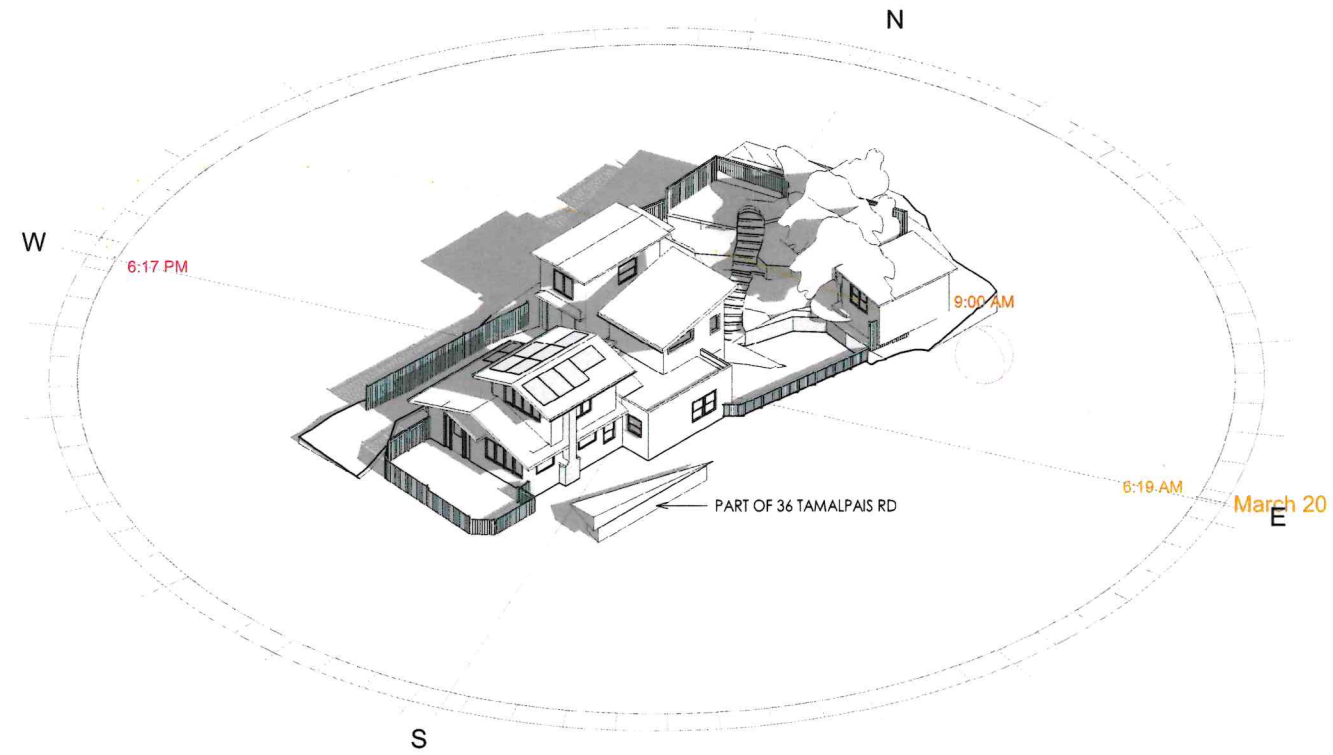 N
W
6:17 PM
9:00 AM
6:19 AM
March 20
E
PART OF 36 TAMALPAIS RD
S